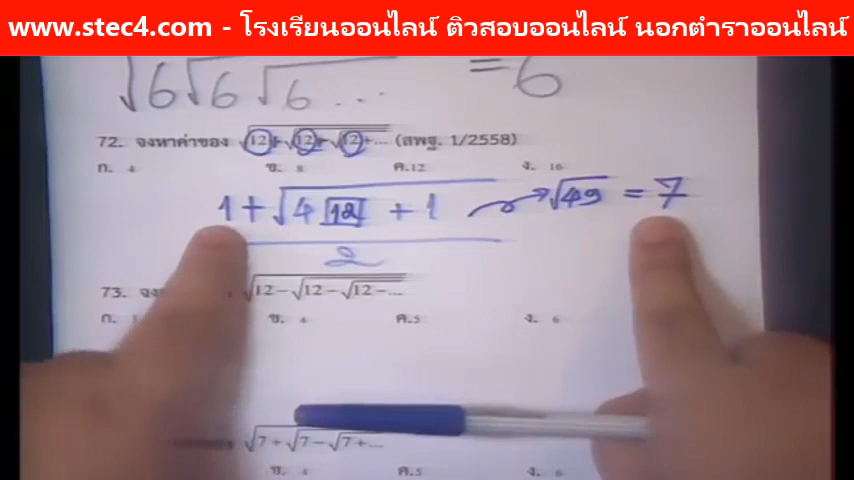 www.stec4.com - โรงเรียนออนไลน์ ติวสอบออนไลน์ นอกตำราออนไลน์
√6√6√6... = 6
72. จงหาค่าของ √12+√12+√12+... (สพฐ. 1/2558)
ก. 4 ข. 8 ค.12 ง. 16
1 + √4 12 + 1 √49 = 7
2
73. √12−√12−√12−...
ก. ข. 4 ค.5 ง. 6
√7+√7−√7+...
ข. 4 ค.5 ง. 6